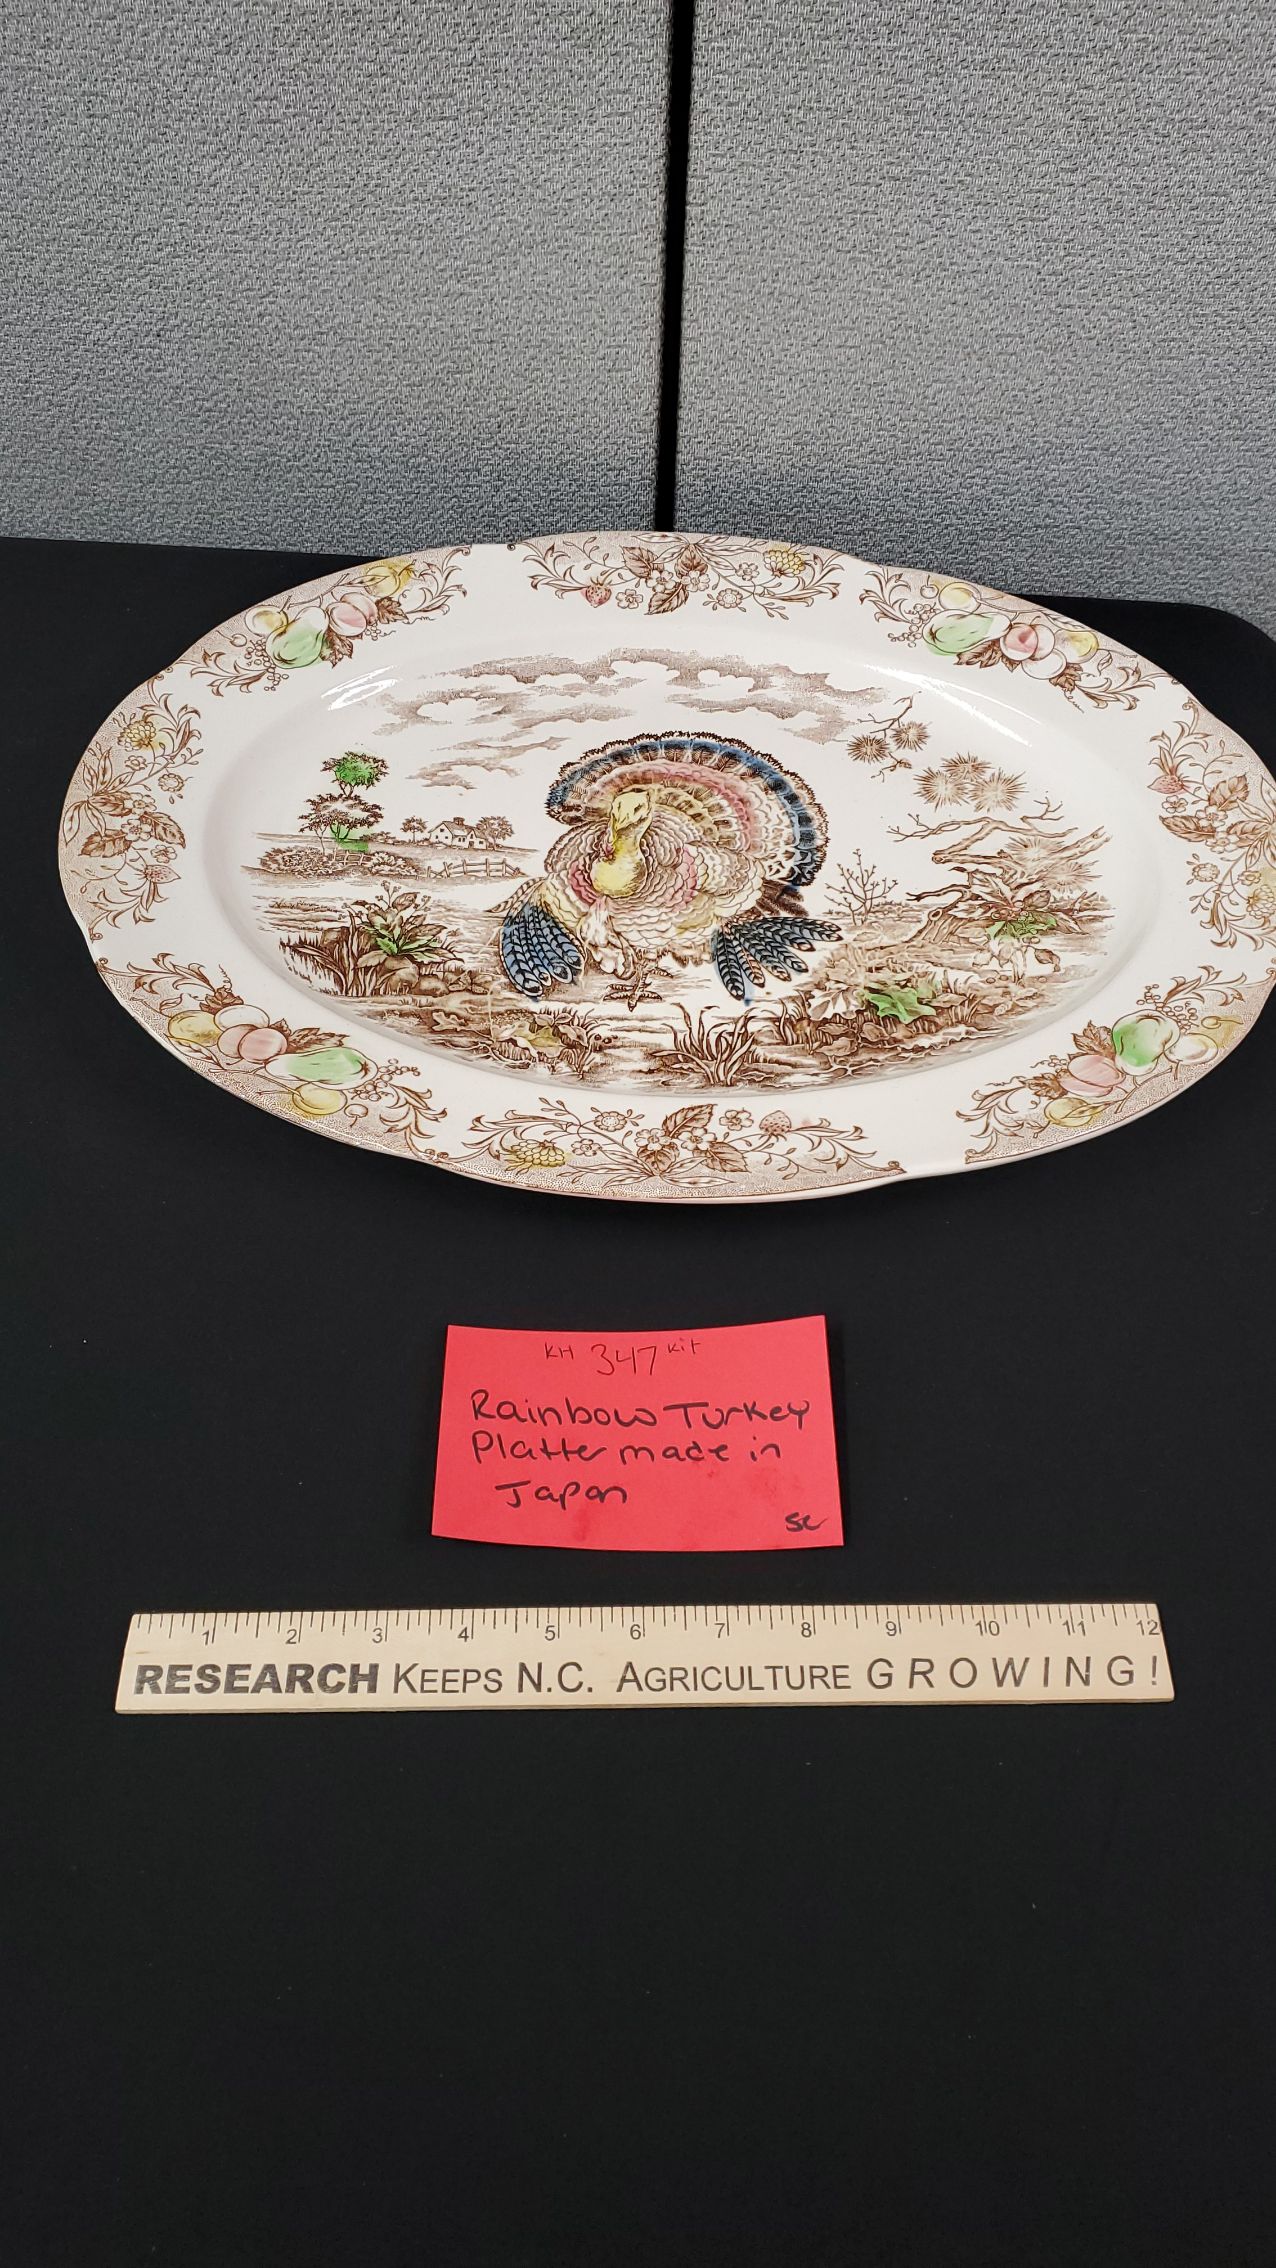 KH 347 Kit
Rainbow Turkey
Platter made in
Japan
SC
1 2 3 4 5 6 7 8 9 10 11 12
RESEARCH KEEPS N.C. AGRICULTURE GROWING!